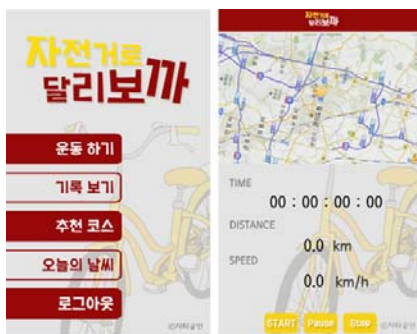 자전거로
달리보까
운동 하기
기록 보기
추천 코스
오늘의 날씨
로그아웃
자전거로
달리보까
TIME
00 : 00 : 00 : 00
DISTANCE
0.0 km
SPEED
0.0 km/h
START Pause Stop